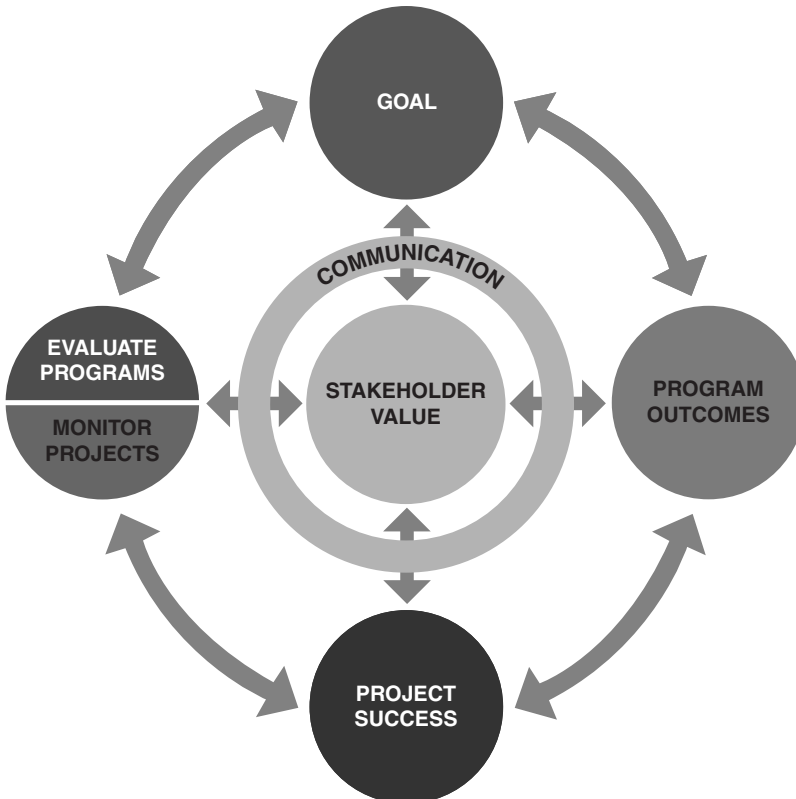 GOAL
COMMUNICATION
EVALUATE
PROGRAMS
MONITOR
PROJECTS
STAKEHOLDER
VALUE
PROGRAM
OUTCOMES
PROJECT
SUCCESS